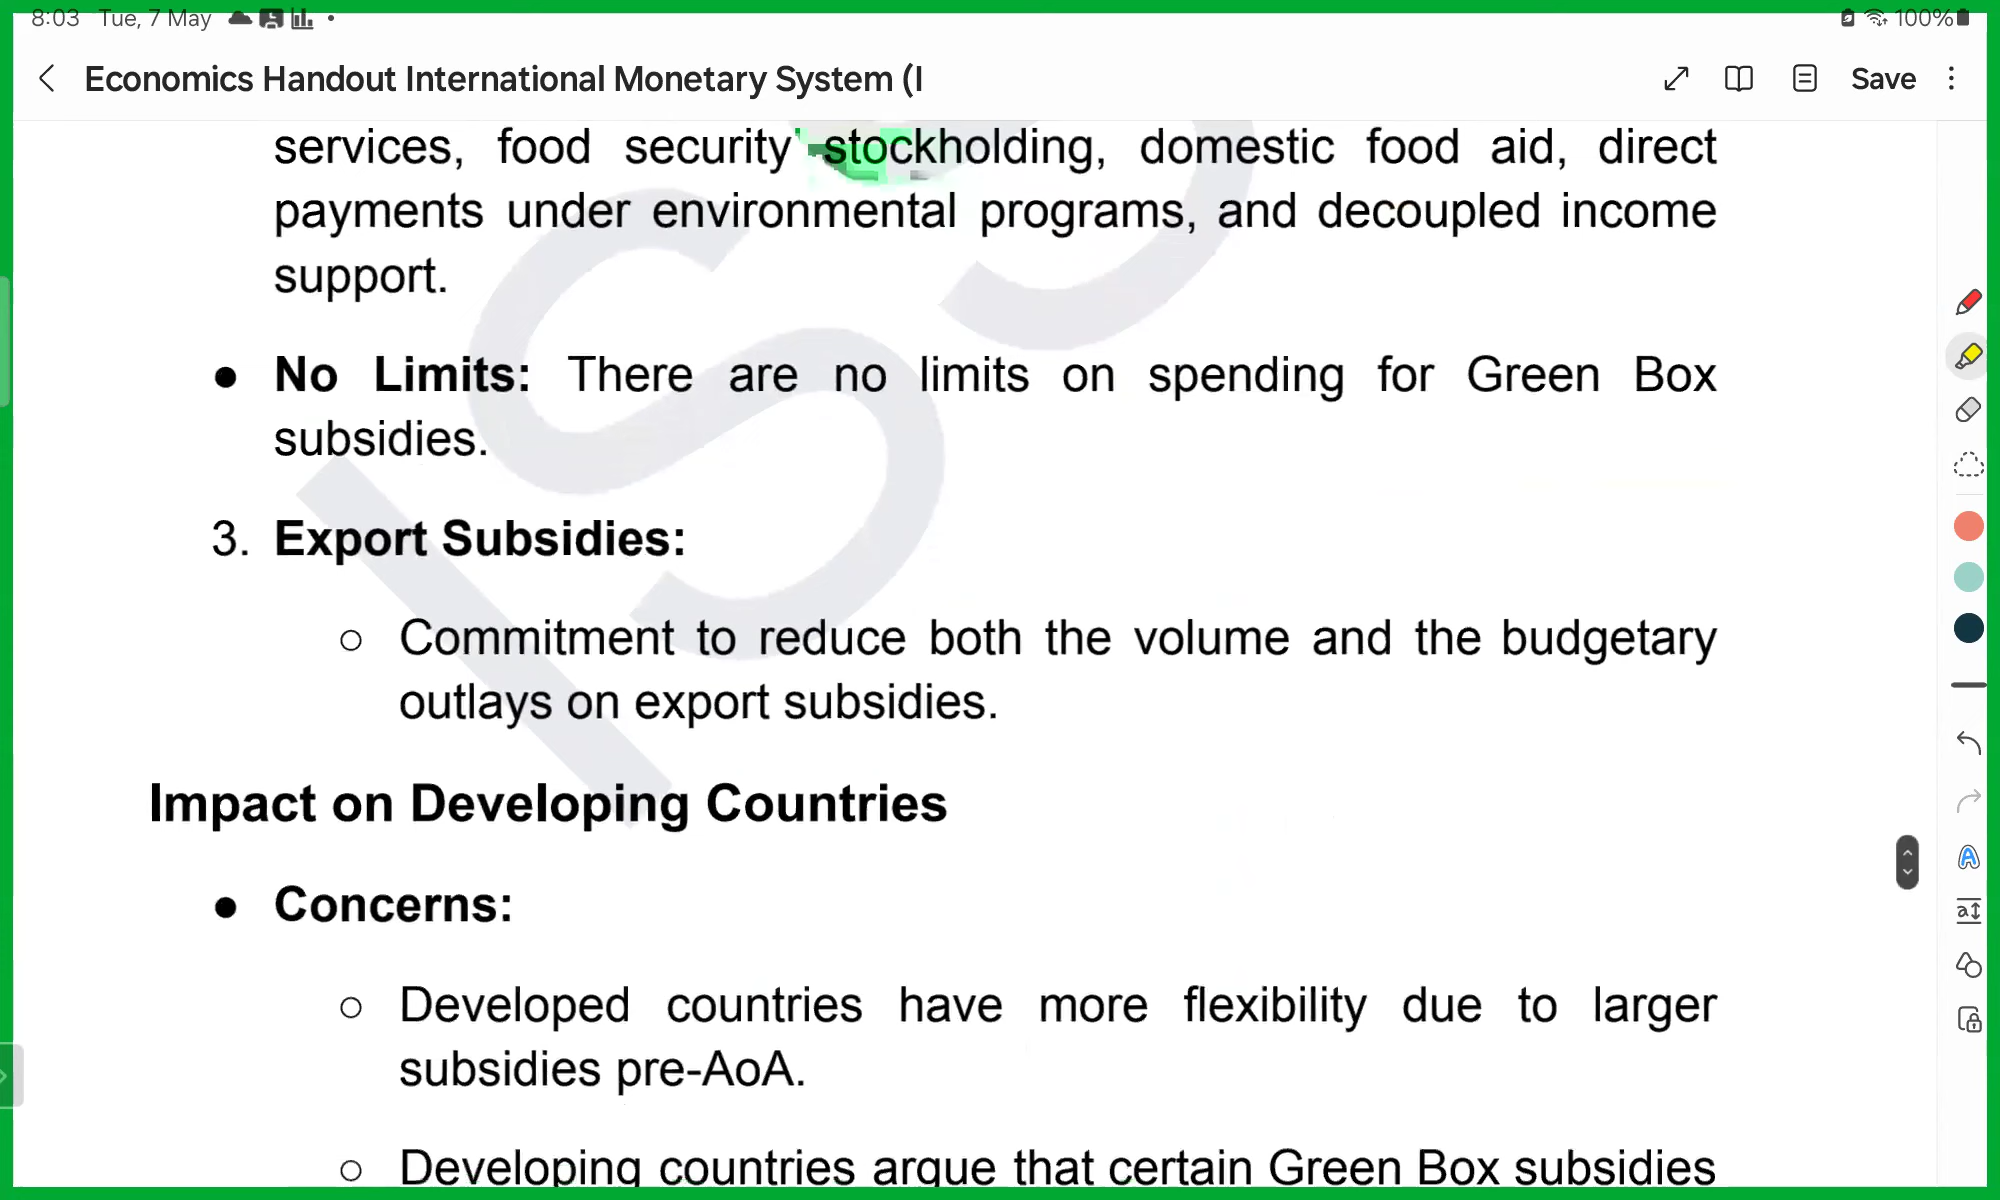 8:03 Tue, 7 May
100%
Economics Handout International Monetary System (I
Save
services, food security stockholding, domestic food aid, direct
payments under environmental programs, and decoupled income
support.
● No Limits: There are no limits on spending for Green Box
subsidies.
3. Export Subsidies:
○ Commitment to reduce both the volume and the budgetary
outlays on export subsidies.
Impact on Developing Countries
● Concerns:
○ Developed countries have more flexibility due to larger
subsidies pre-AoA.
○ Developing countries argue that certain Green Box subsidies